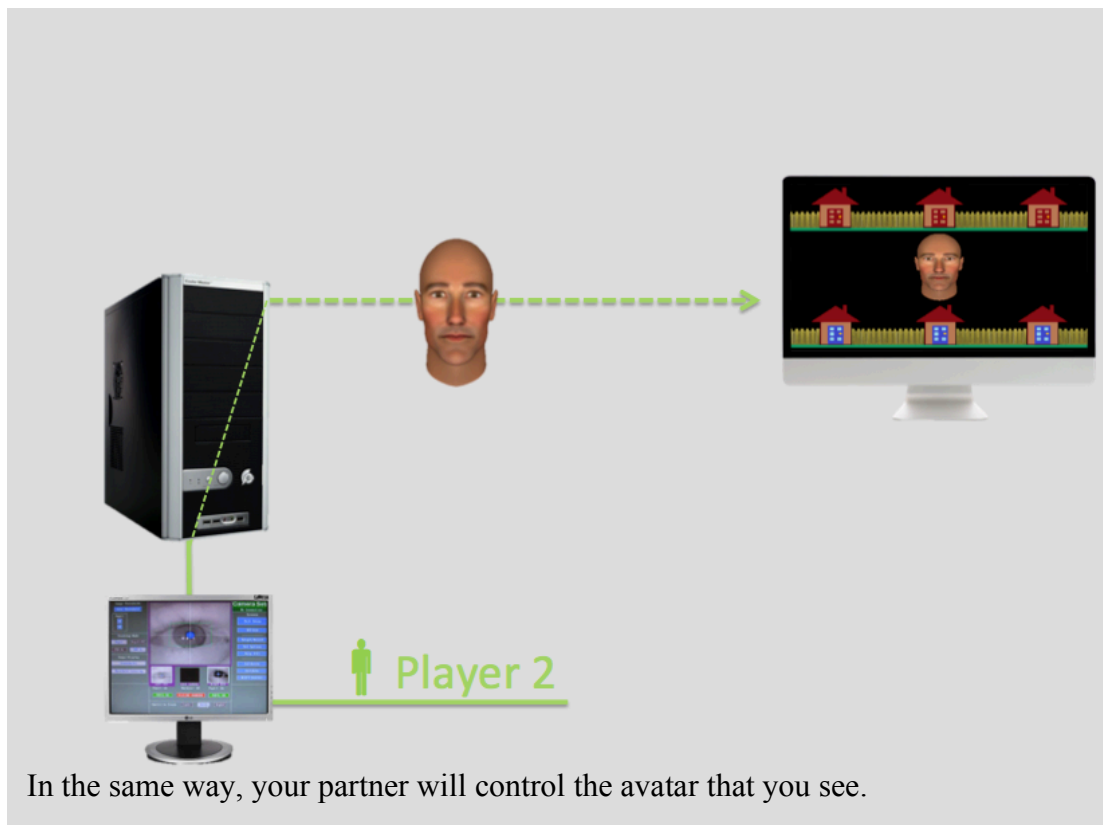 Player 2
In the same way, your partner will control the avatar that you see.